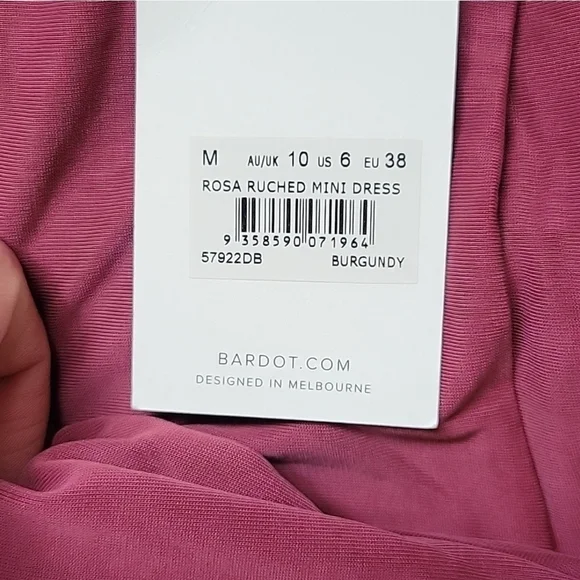 M AU/UK 10 US 6 EU 38
ROSA RUCHED MINI DRESS
9 358590 071964
57922DB BURGUNDY
BARDOT.COM
DESIGNED IN MELBOURNE